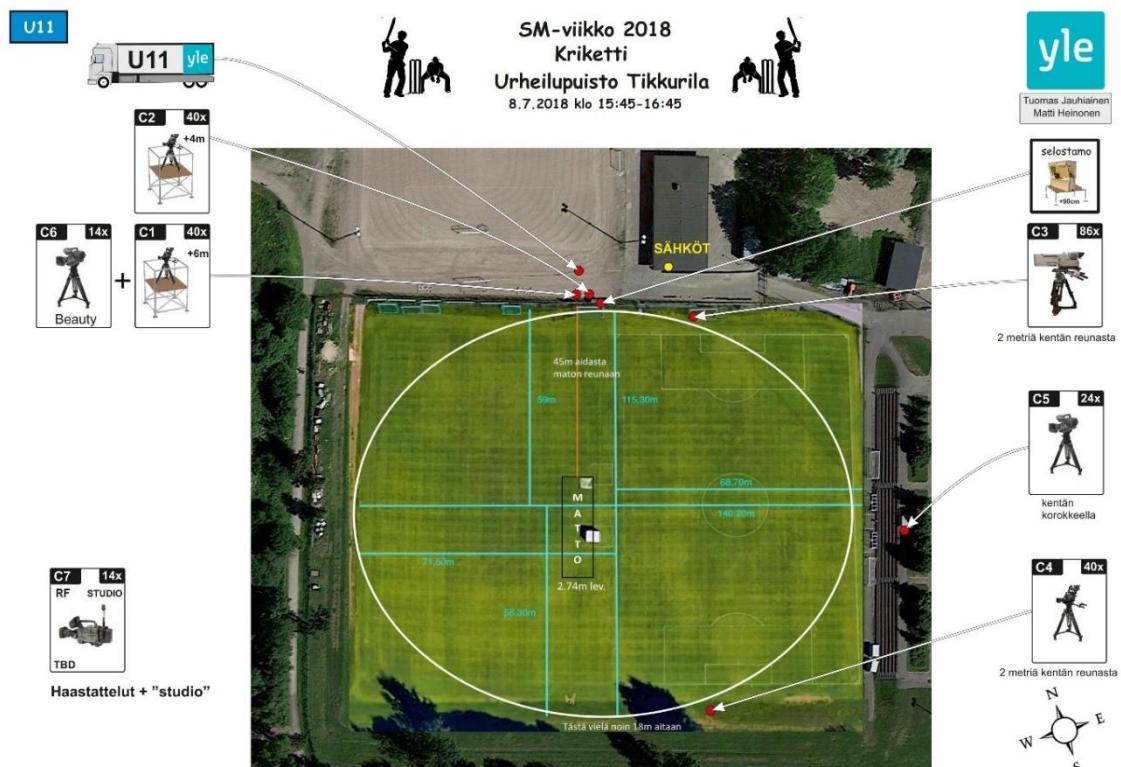 U11
U11 yle
SM-viikko 2018
Kriketti
Urheilupuisto Tikkurila
8.7.2018 klo 15:45-16:45
yle
Tuomas Jauhiainen
Matti Heinonen
C2 40x
+4m
C6 14x
Beauty
+
C1 40x
+6m
selostamo
+90cm
C3 86x
2 metriä kentän reunasta
SÄHKÖT
45m aidasta
maton reunaan
59m
115,30m
68,70m
140,20m
MATTO
71,50m
2.74m lev.
56,30m
Tästä vielä noin 18m aitaan
C5 24x
kentän
korokkeella
C4 40x
2 metriä kentän reunasta
C7 14x
RF STUDIO
TBD
Haastattelut + ”studio”
N
E
W
S